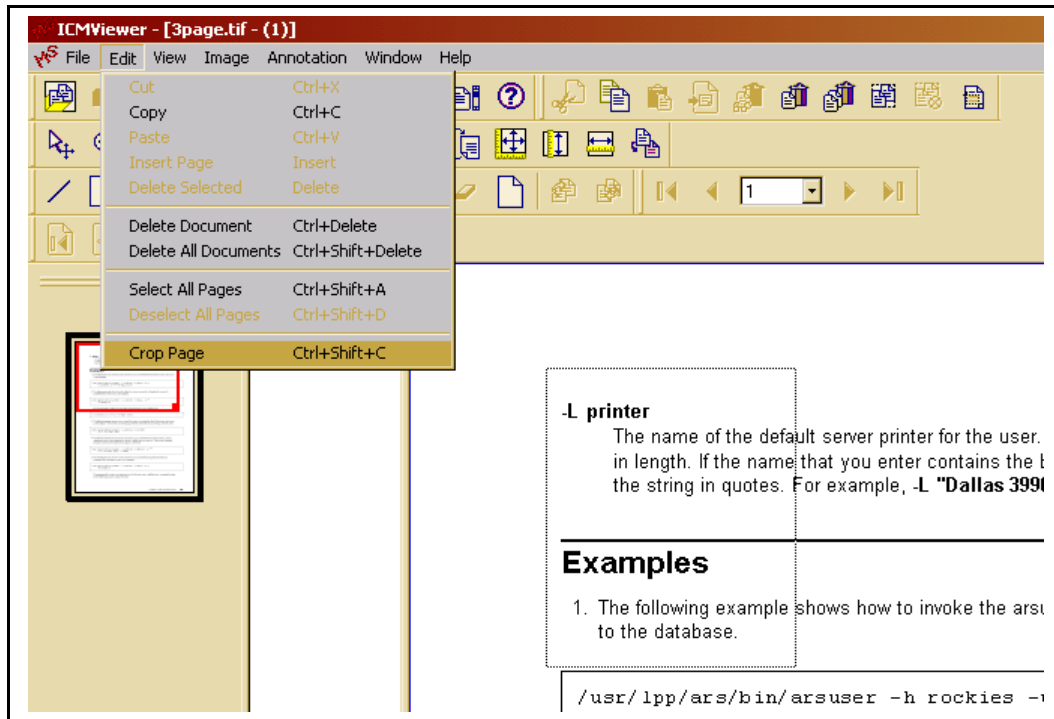 ICMViewer - [3page.tif - (1)]
File Edit View Image Annotation Window Help
Cut Ctrl+X
Copy Ctrl+C
Paste Ctrl+V
Insert Page Insert
Delete Selected Delete
Delete Document Ctrl+Delete
Delete All Documents Ctrl+Shift+Delete
Select All Pages Ctrl+Shift+A
Deselect All Pages Ctrl+Shift+D
Crop Page Ctrl+Shift+C
1
-L printer
The name of the default server printer for the user.
in length. If the name that you enter contains the
the string in quotes. For example, -L "Dallas 399
Examples
1. The following example shows how to invoke the
to the database.
/usr/lpp/ars/bin/arsuser -h rockies